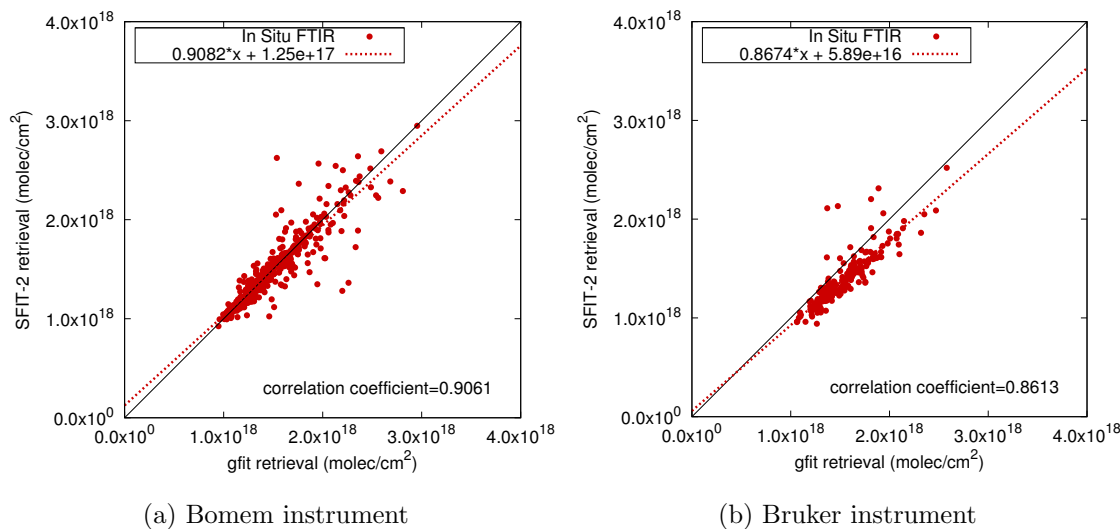 4.0x10^18
3.0x10^18
2.0x10^18
1.0x10^18
0.0x10^0
SFIT-2 retrieval (molec/cm^2)
In Situ FTIR
0.9082*x + 1.25e+17
correlation coefficient=0.9061
0.0x10^0 1.0x10^18 2.0x10^18 3.0x10^18 4.0x10^18
gfit retrieval (molec/cm^2)
(a) Bomem instrument
4.0x10^18
3.0x10^18
2.0x10^18
1.0x10^18
0.0x10^0
SFIT-2 retrieval (molec/cm^2)
In Situ FTIR
0.8674*x + 5.89e+16
correlation coefficient=0.8613
0.0x10^0 1.0x10^18 2.0x10^18 3.0x10^18 4.0x10^18
gfit retrieval (molec/cm^2)
(b) Bruker instrument